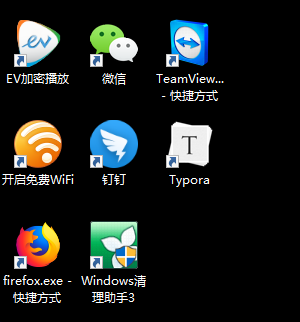 EV
EV加密播放
微信
TeamView...
- 快捷方式
开启免费WiFi
钉钉
T
Typora
firefox.exe -
快捷方式
Windows清
理助手3